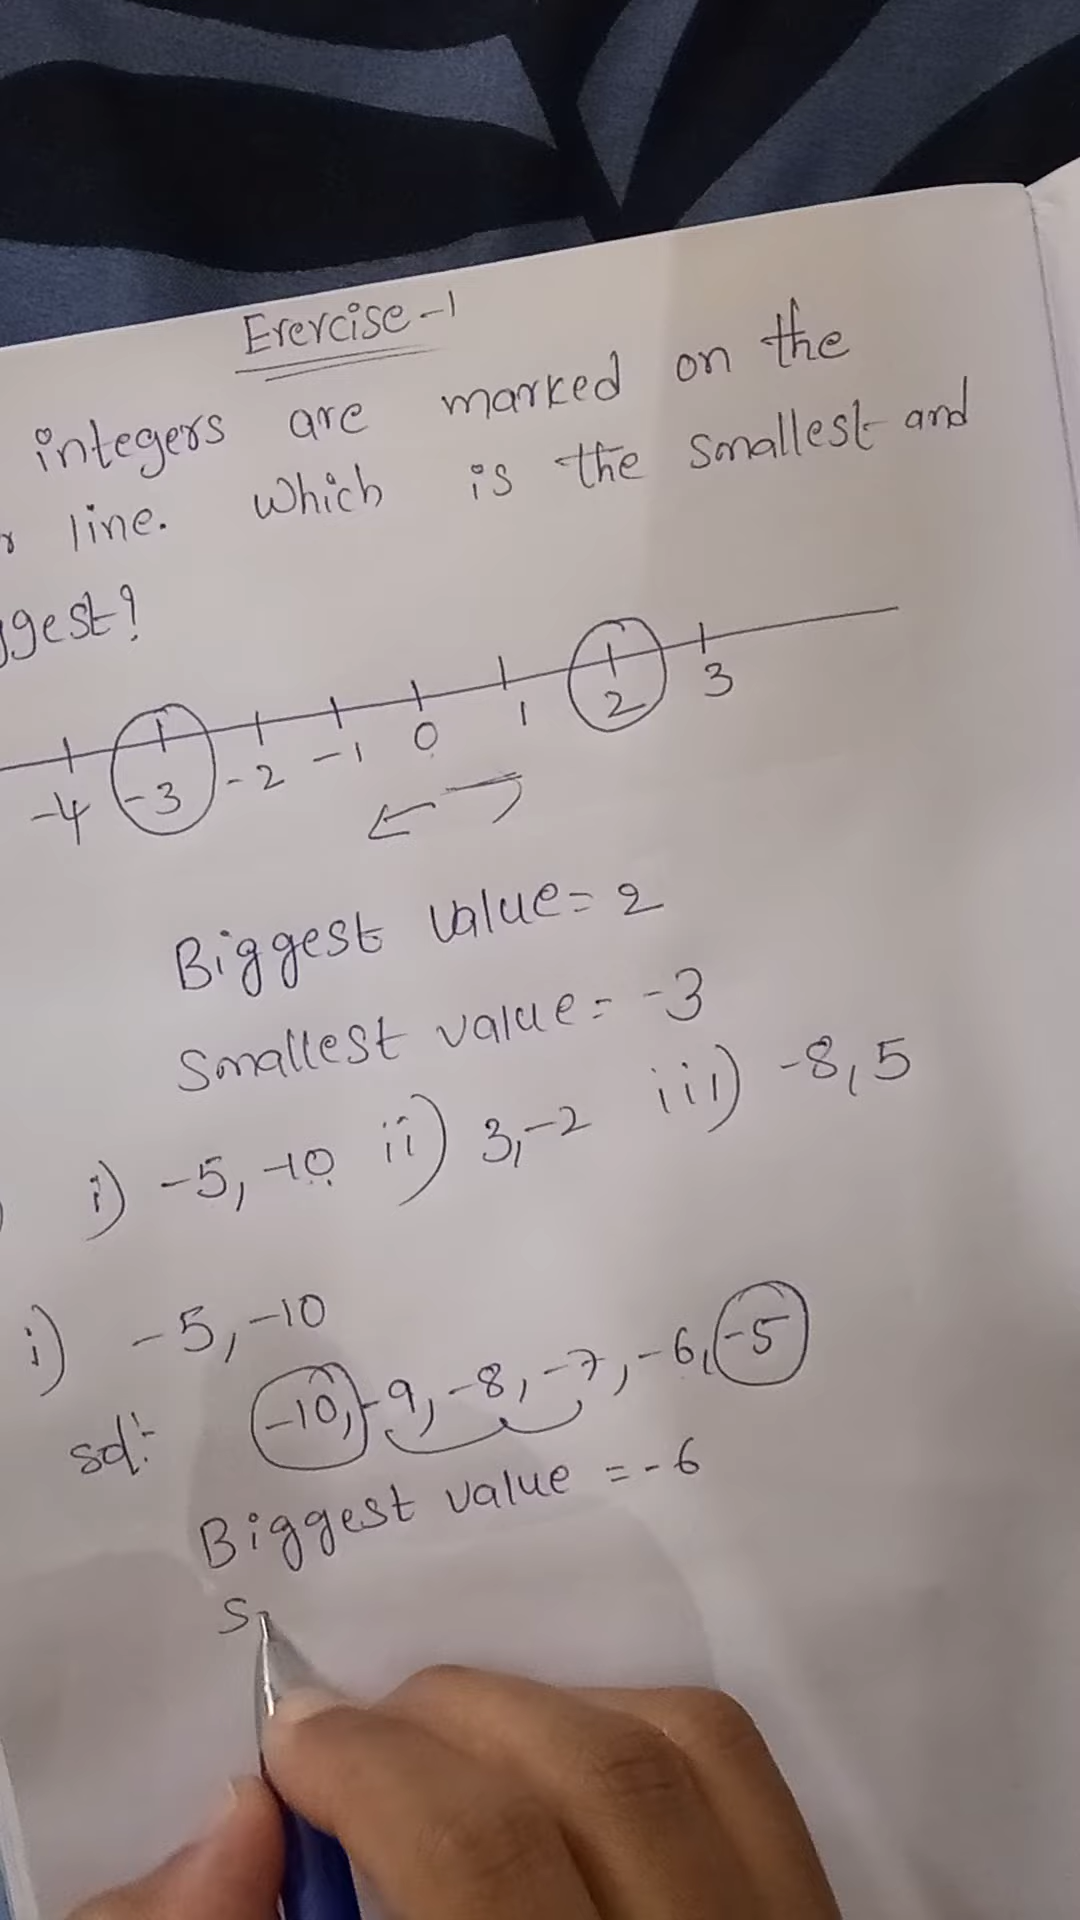 Exercise-1
integers are marked on the
line. which is the smallest and
ggest?
-4 -3 -2 -1 0 1 2 3
Biggest value= 2
Smallest value= -3
i) -5, -10 ii) 3,-2 iii) -8,5
i) -5, -10
sol:- -10, -9, -8, -7, -6, -5
Biggest value = -6
S